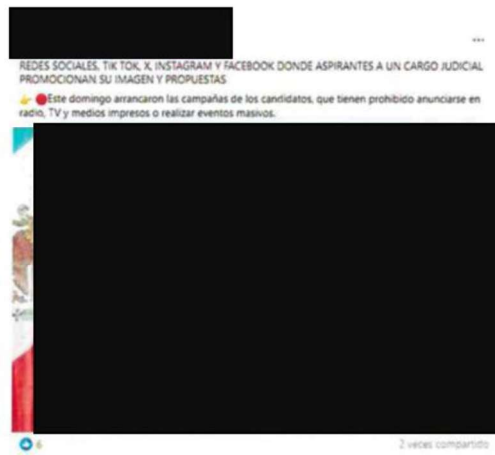 REDES SOCIALES, TIK TOK, X, INSTAGRAM Y FACEBOOK DONDE ASPIRANTES A UN CARGO JUDICIAL
PROMOCIONAN SU IMAGEN Y PROPUESTAS
👉🔴Este domingo arrancaron las campañas de los candidatos, que tienen prohibido anunciarse en
radio, TV y medios impresos o realizar eventos masivos.
6
2 veces compartido